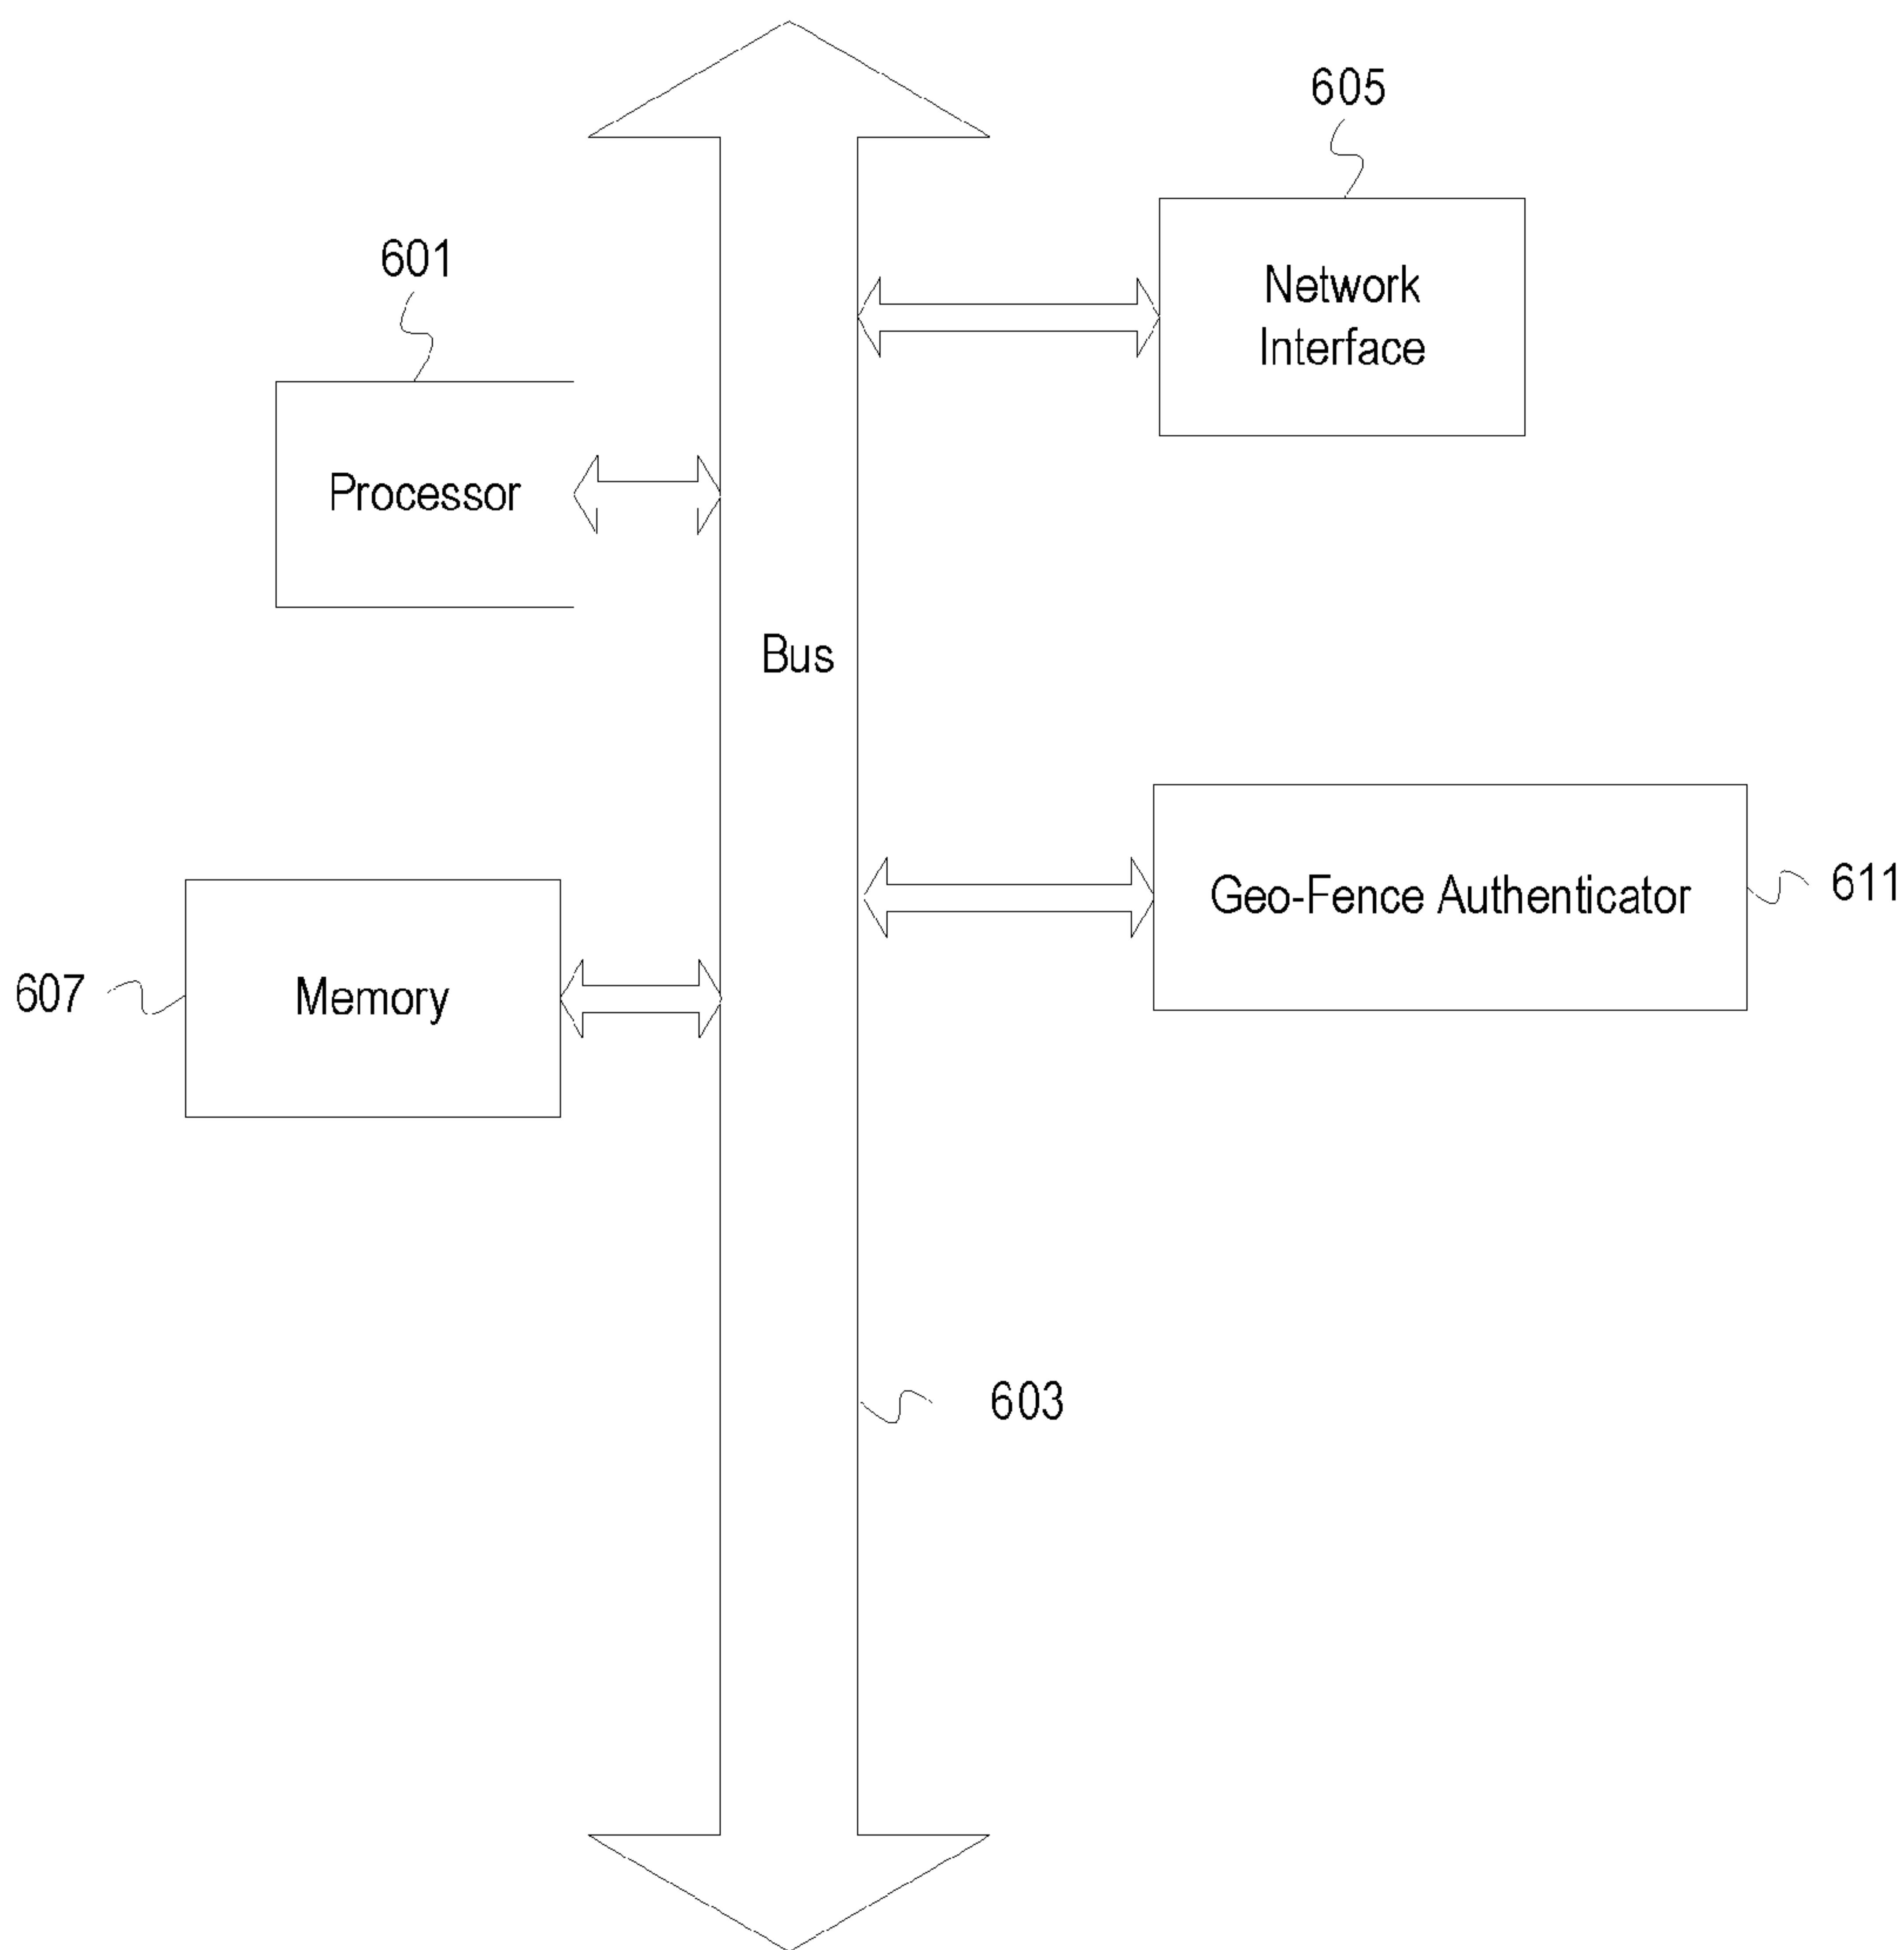 605
Network
Interface
601
Processor
Bus
Geo-Fence Authenticator
611
607
Memory
603